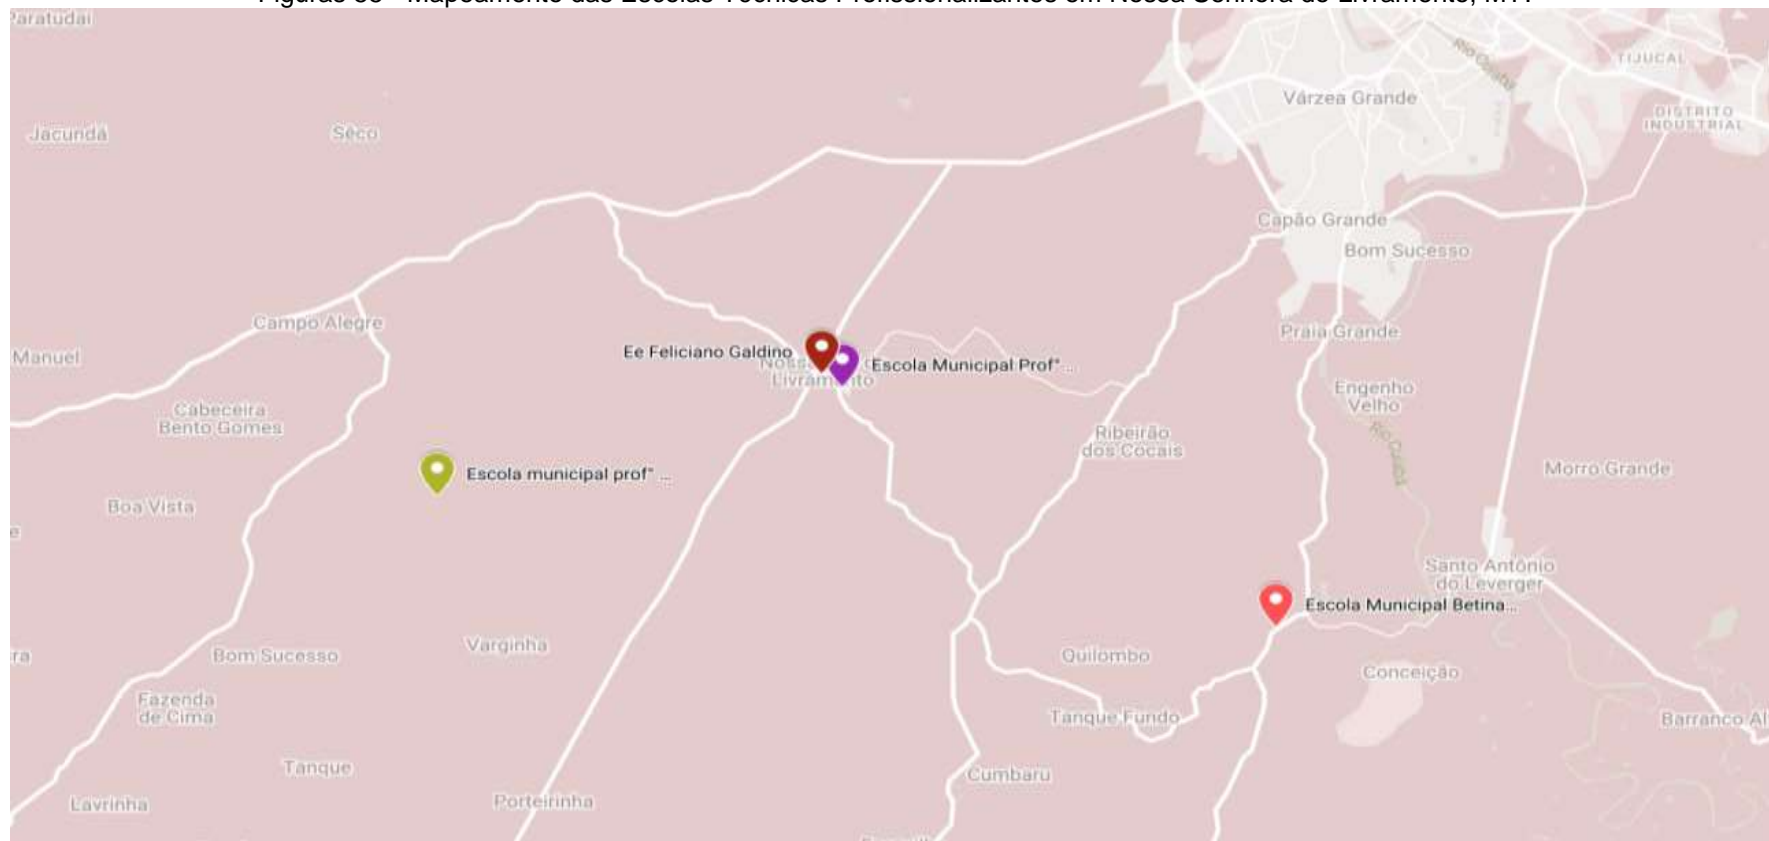 Paratudal
Rio Cuiabá
TIJUCAL
Várzea Grande
DISTRITO
INDUSTRIAL
Jacundá
Sêco
Capão Grande
Bom Sucesso
Campo Alegre
Praia Grande
Manuel
Ee Feliciano Galdino
Escola Municipal Prof° ...
Livramento
Engenho
Velho
Cabeceira
Bento Gomes
Ribeirão
dos Cocais
Rio Cuiabá
Escola municipal prof° ...
Morro Grande
Boa Vista
Santo Antônio
do Leverger
Escola Municipal Betina...
Varginha
ra
Bom Sucesso
Quilombo
Conceição
Fazenda
de Cima
Tanque Fundo
Barranco Al
Tanque
Cumbaru
Lavrinha
Porteirinha